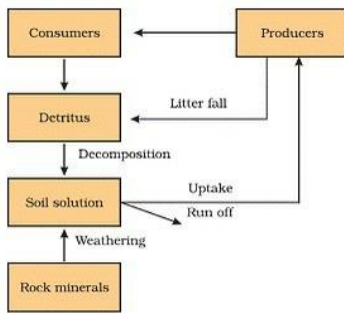 Consumers
Producers
Litter fall
Detritus
Decomposition
Uptake
Soil solution
Run off
Weathering
Rock minerals